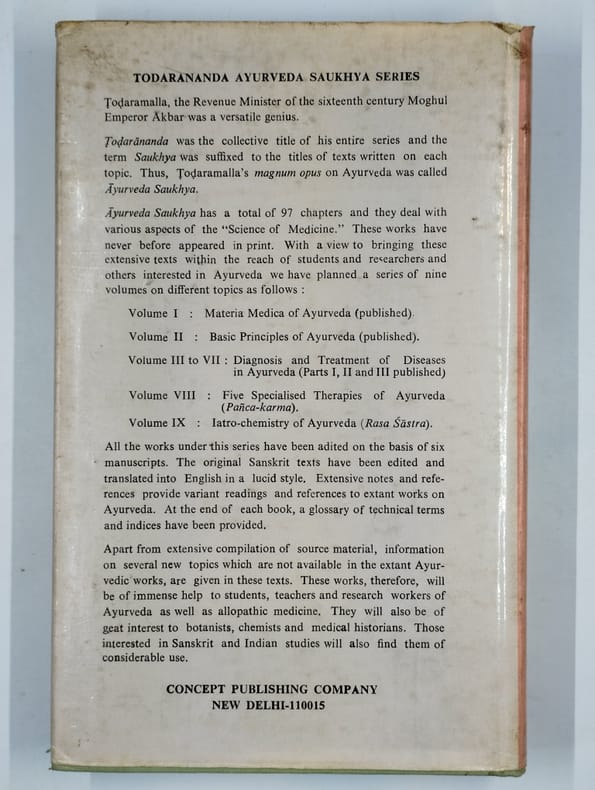 TODARANANDA AYURVEDA SAUKHYA SERIES
Ṭoḍaramalla, the Revenue Minister of the sixteenth century Moghul
Emperor Ākbar was a versatile genius.
Ṭoḍarānanda was the collective title of his entire series and the
term Saukhya was suffixed to the titles of texts written on each
topic. Thus, Ṭoḍaramalla's magnum opus on Ayurveda was called
Āyurveda Saukhya.
Āyurveda Saukhya has a total of 97 chapters and they deal with
various aspects of the “Science of Medicine.” These works have
never before appeared in print. With a view to bringing these
extensive texts within the reach of students and researchers and
others interested in Ayurveda we have planned a series of nine
volumes on different topics as follows :
Volume I : Materia Medica of Ayurveda (published)
Volume II : Basic Principles of Ayurveda (published).
Volume III to VII : Diagnosis and Treatment of Diseases
in Ayurveda (Parts I, II and III published)
Volume VIII : Five Specialised Therapies of Ayurveda
(Pañca-karma).
Volume IX : Iatro-chemistry of Ayurveda (Rasa Śāstra).
All the works under this series have been adited on the basis of six
manuscripts. The original Sanskrit texts have been edited and
translated into English in a lucid style. Extensive notes and refe-
rences provide variant readings and references to extant works on
Ayurveda. At the end of each book, a glossary of technical terms
and indices have been provided.
Apart from extensive compilation of source material, information
on several new topics which are not available in the extant Ayur-
vedic works, are given in these texts. These works, therefore, will
be of immense help to students, teachers and research workers of
Ayurveda as well as allopathic medicine. They will also be of
geat interest to botanists, chemists and medical historians. Those
interested in Sanskrit and Indian studies will also find them of
considerable use.
CONCEPT PUBLISHING COMPANY
NEW DELHI-110015